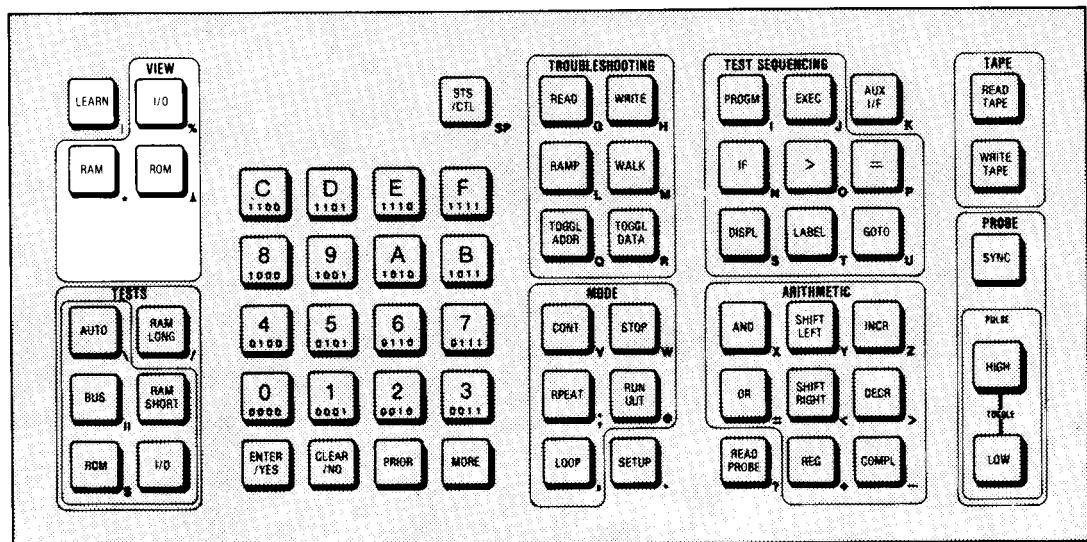 VIEW
LEARN |
I/O %
RAM *
ROM
TESTS
AUTO \
RAM LONG /
BUS "
RAM SHORT
ROM $
I/O
STS /CTL SP
C 1100
D 1101
E 1110
F 1111
8 1000
9 1001
A 1010
B 1011
4 0100
5 0101
6 0110
7 0111
0 0000
1 0001
2 0010
3 0011
ENTER /YES
CLEAR /NO
PRIOR
MORE
TROUBLESHOOTING
READ G
WRITE H
RAMP L
WALK M
TOGGL ADDR Q
TOGGL DATA R
MODE
CONT V
STOP W
RPEAT ;
RUN UUT @
LOOP ,
SETUP .
TEST SEQUENCING
PROGM I
EXEC J
AUX I/F K
IF N
> O
= P
DISPL S
LABEL T
GOTO U
ARITHMETIC
AND X
SHIFT LEFT Y
INCR Z
OR =
SHIFT RIGHT <
DECR >
READ PROBE ?
REG +
COMPL -
TAPE
READ TAPE
WRITE TAPE
PROBE
SYNC
PULSE
HIGH
TOGGLE
LOW